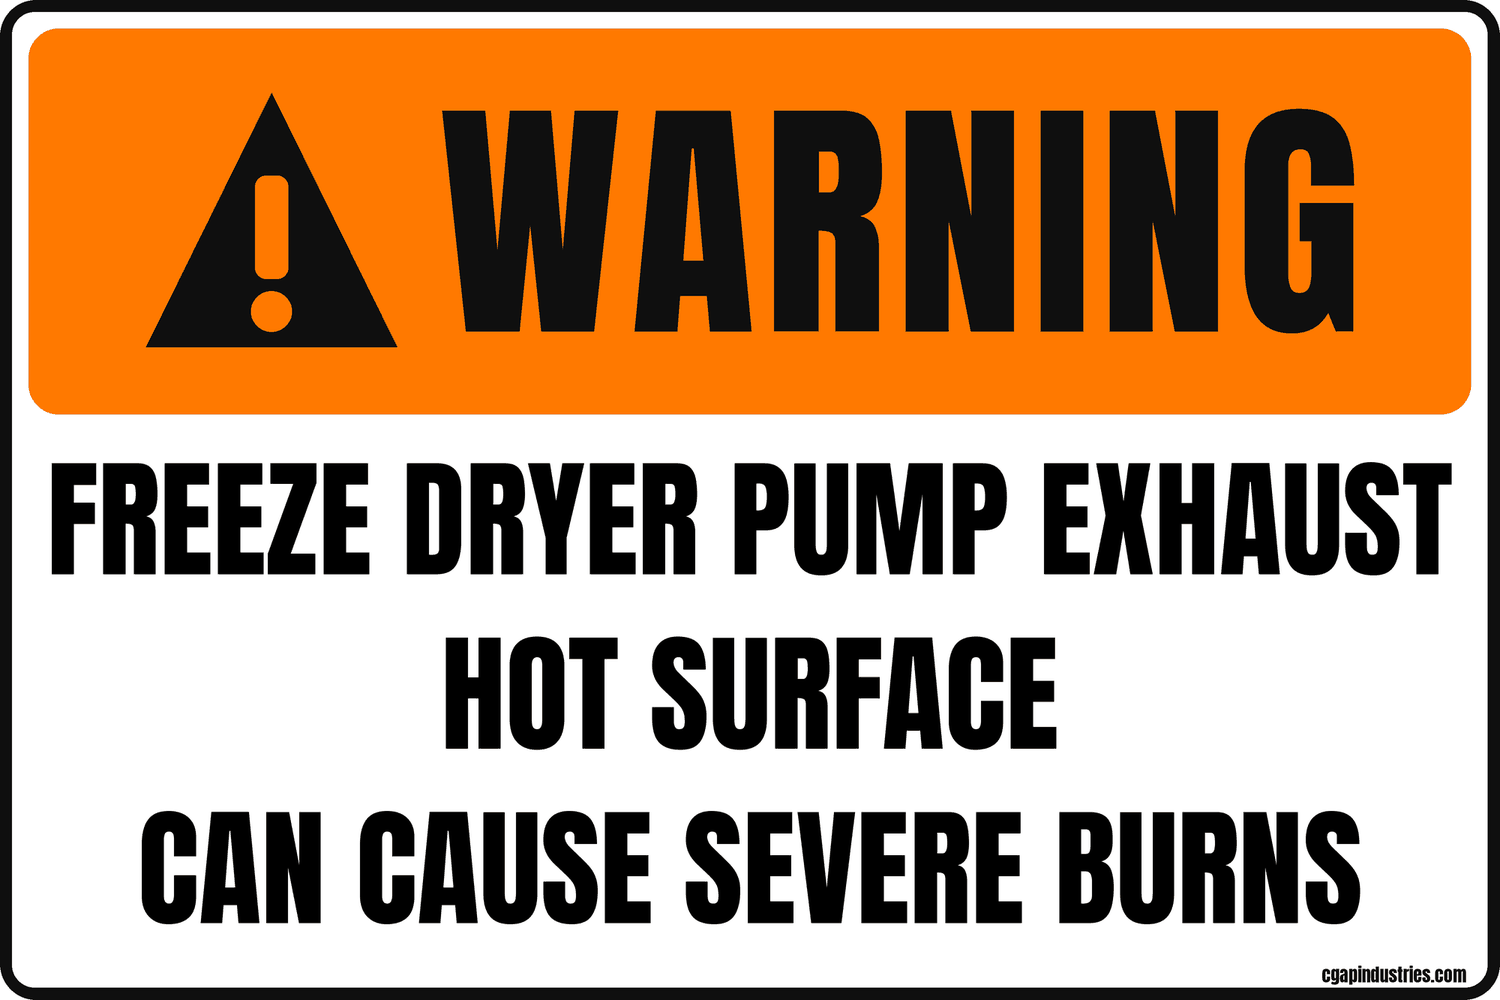 WARNING
FREEZE DRYER PUMP EXHAUST
HOT SURFACE
CAN CAUSE SEVERE BURNS
cgapindustries.com